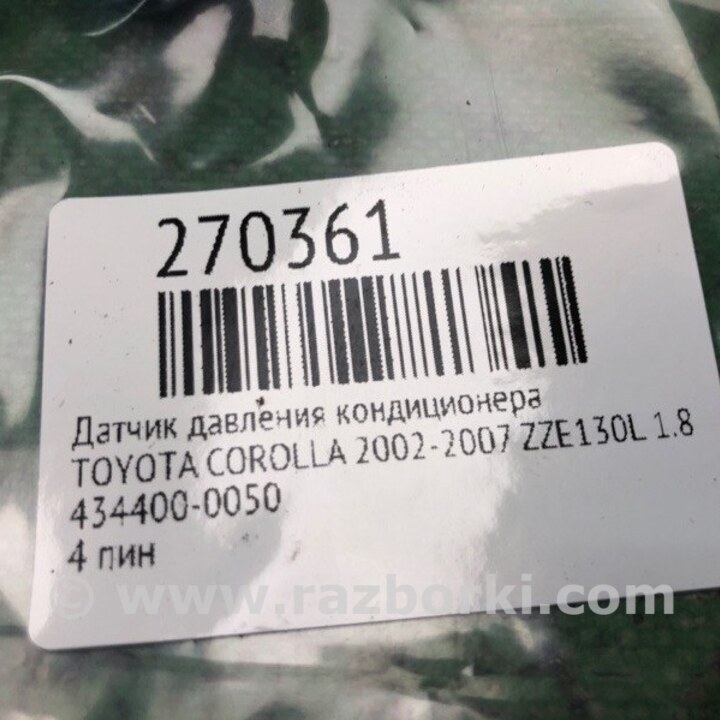 270361
Датчик давления кондиционера
TOYOTA COROLLA 2002-2007 ZZE130L 1.8
434400-0050
4 пин
© www.razborki.com